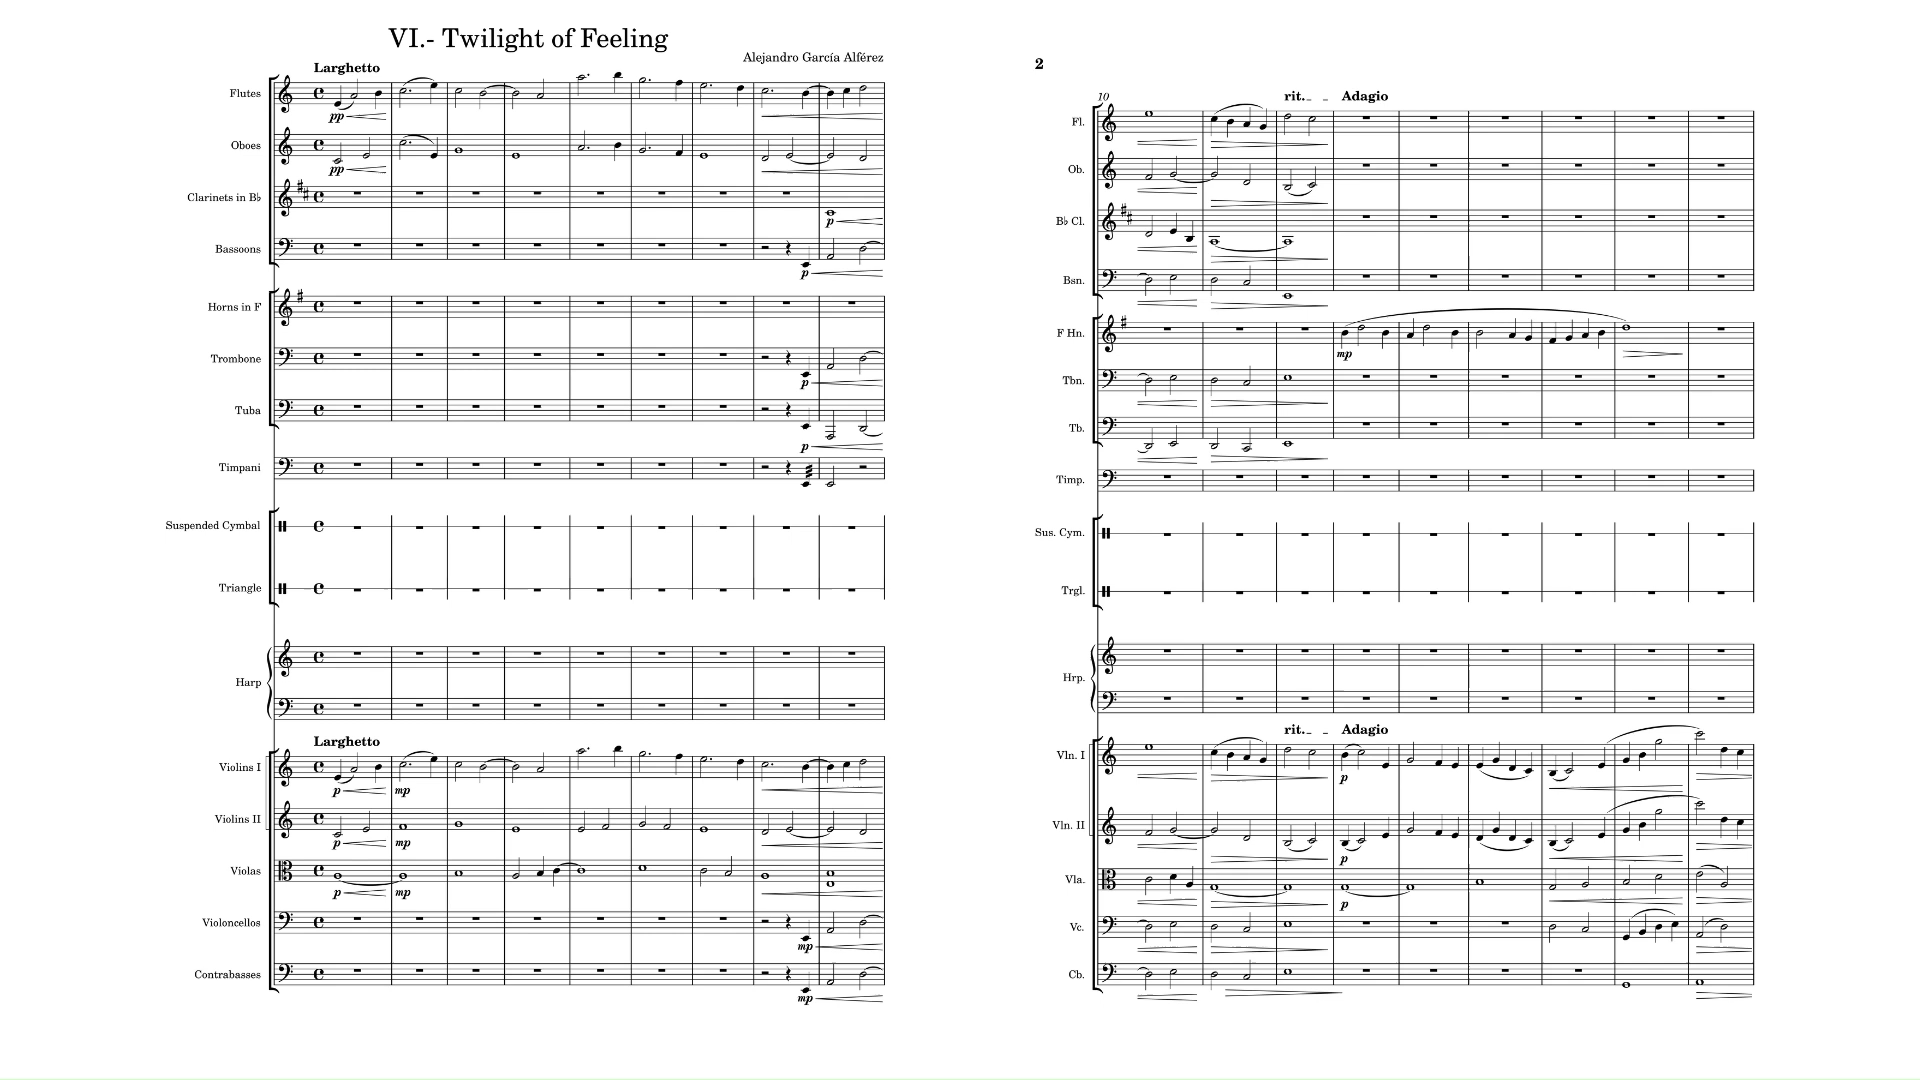 VI.- Twilight of Feeling
Alejandro García Alférez
Larghetto
Flutes
pp
Oboes
pp
Clarinets in B♭
p
Bassoons
p
Horns in F
Trombone
p
Tuba
p
Timpani
Suspended Cymbal
Triangle
Harp
Larghetto
Violins I
p mp
Violins II
p mp
Violas
p mp
Violoncellos
mp
Contrabasses
mp
2
10
rit. Adagio
Fl.
Ob.
B♭ Cl.
Bsn.
F Hn.
mp
Tbn.
Tb.
Timp.
Sus. Cym.
Trgl.
Hrp.
rit. Adagio
Vln. I
p
Vln. II
p
Vla.
p
Vc.
Cb.